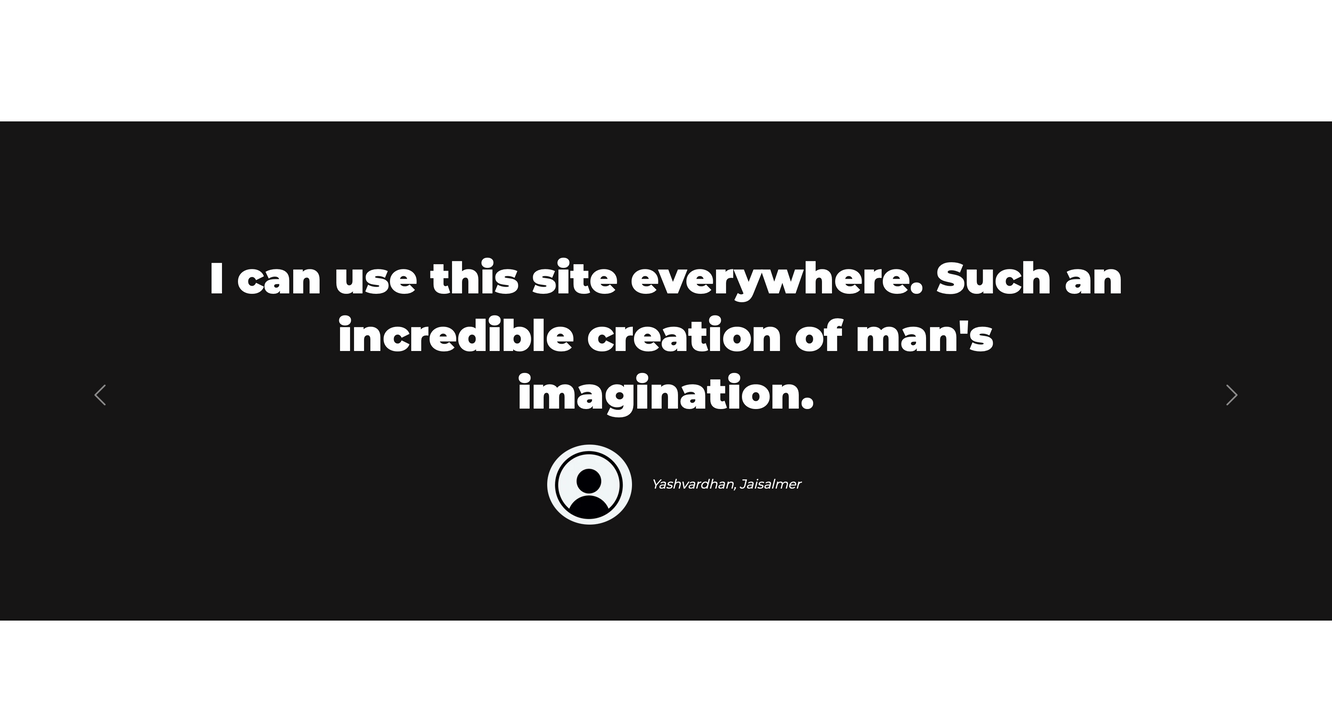 I can use this site everywhere. Such an
incredible creation of man's
imagination.
Yashvardhan, Jaisalmer